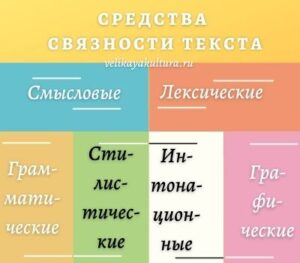 СРЕДСТВА
СВЯЗНОСТИ ТЕКСТА
velikayakultura.ru
Смысловые
Лексические
Грам-
мати-
ческие
Сти-
лис-
тичес-
кие
Ин-
тона-
цион-
ные
Гра-
фи-
ческие